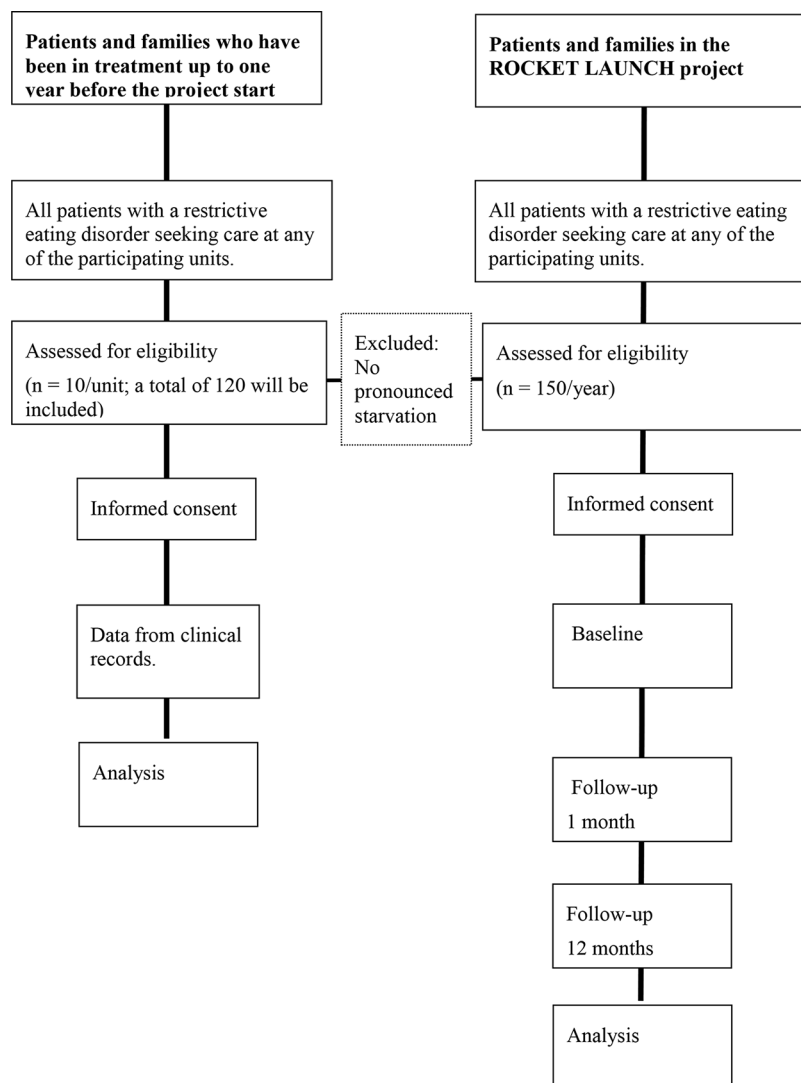 Patients and families who have
been in treatment up to one
year before the project start
All patients with a restrictive
eating disorder seeking care at any
of the participating units.
Assessed for eligibility
(n = 10/unit; a total of 120 will be
included)
Informed consent
Data from clinical
records.
Analysis
Excluded:
No
pronounced
starvation
Patients and families in the
ROCKET LAUNCH project
All patients with a restrictive eating
disorder seeking care at any of the
participating units.
Assessed for eligibility
(n = 150/year)
Informed consent
Baseline
Follow-up
1 month
Follow-up
12 months
Analysis